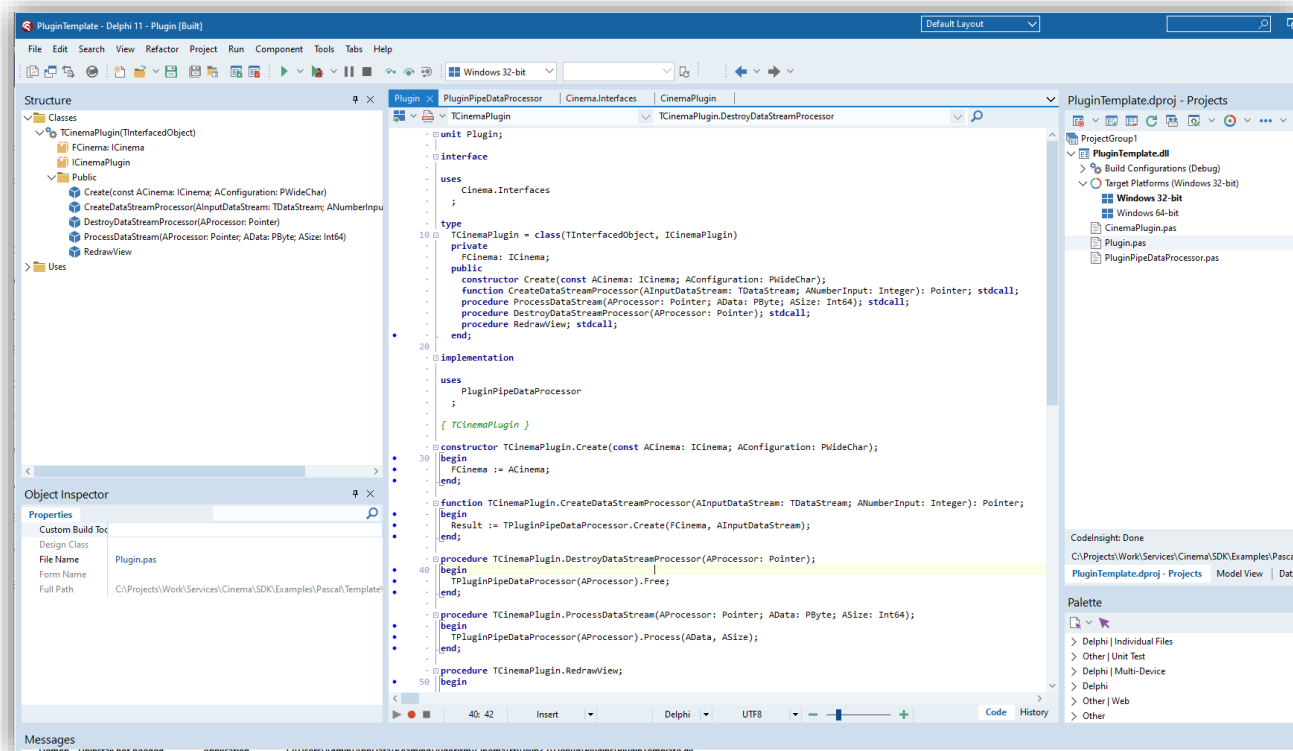 PluginTemplate - Delphi 11 - Plugin [Built]
Default Layout
File Edit Search View Refactor Project Run Component Tools Tabs Help
Windows 32-bit
Structure
Classes
TCinemaPlugin(TInterfacedObject)
FCinema: ICinema
ICinemaPlugin
Public
Create(const ACinema: ICinema; AConfiguration: PWideChar)
CreateDataStreamProcessor(AInputDataStream: TDataStream; ANumberInpu
DestroyDataStreamProcessor(AProcessor: Pointer)
ProcessDataStream(AProcessor: Pointer; AData: PByte; ASize: Int64)
RedrawView
Uses
Object Inspector
Properties
Custom Build Toc
Design Class
File Name Plugin.pas
Form Name
Full Path C:\Projects\Work\Services\Cinema\SDK\Examples\Pascal\Template\
Plugin PluginPipeDataProcessor Cinema.Interfaces CinemaPlugin
TCinemaPlugin TCinemaPlugin.DestroyDataStreamProcessor
unit Plugin;
interface
uses
Cinema.Interfaces
;
type
10 TCinemaPlugin = class(TInterfacedObject, ICinemaPlugin)
private
FCinema: ICinema;
public
constructor Create(const ACinema: ICinema; AConfiguration: PWideChar);
function CreateDataStreamProcessor(AInputDataStream: TDataStream; ANumberInput: Integer): Pointer; stdcall;
procedure ProcessDataStream(AProcessor: Pointer; AData: PByte; ASize: Int64); stdcall;
procedure DestroyDataStreamProcessor(AProcessor: Pointer); stdcall;
procedure RedrawView; stdcall;
end;
20
implementation
uses
PluginPipeDataProcessor
;
{ TCinemaPlugin }
constructor TCinemaPlugin.Create(const ACinema: ICinema; AConfiguration: PWideChar);
30 begin
FCinema := ACinema;
end;
function TCinemaPlugin.CreateDataStreamProcessor(AInputDataStream: TDataStream; ANumberInput: Integer): Pointer;
begin
Result := TPluginPipeDataProcessor.Create(FCinema, AInputDataStream);
end;
procedure TCinemaPlugin.DestroyDataStreamProcessor(AProcessor: Pointer);
40 begin
TPluginPipeDataProcessor(AProcessor).Free;
end;
procedure TCinemaPlugin.ProcessDataStream(AProcessor: Pointer; AData: PByte; ASize: Int64);
begin
TPluginPipeDataProcessor(AProcessor).Process(AData, ASize);
end;
procedure TCinemaPlugin.RedrawView;
50 begin
40: 42 Insert Delphi UTF8 Code History
PluginTemplate.dproj - Projects
ProjectGroup1
PluginTemplate.dll
Build Configurations (Debug)
Target Platforms (Windows 32-bit)
Windows 32-bit
Windows 64-bit
CinemaPlugin.pas
Plugin.pas
PluginPipeDataProcessor.pas
CodeInsight: Done
C:\Projects\Work\Services\Cinema\SDK\Examples\Pasca
PluginTemplate.dproj - Projects Model View Dat
Palette
Delphi | Individual Files
Other | Unit Test
Delphi | Multi-Device
Delphi
Other | Web
Other
Messages